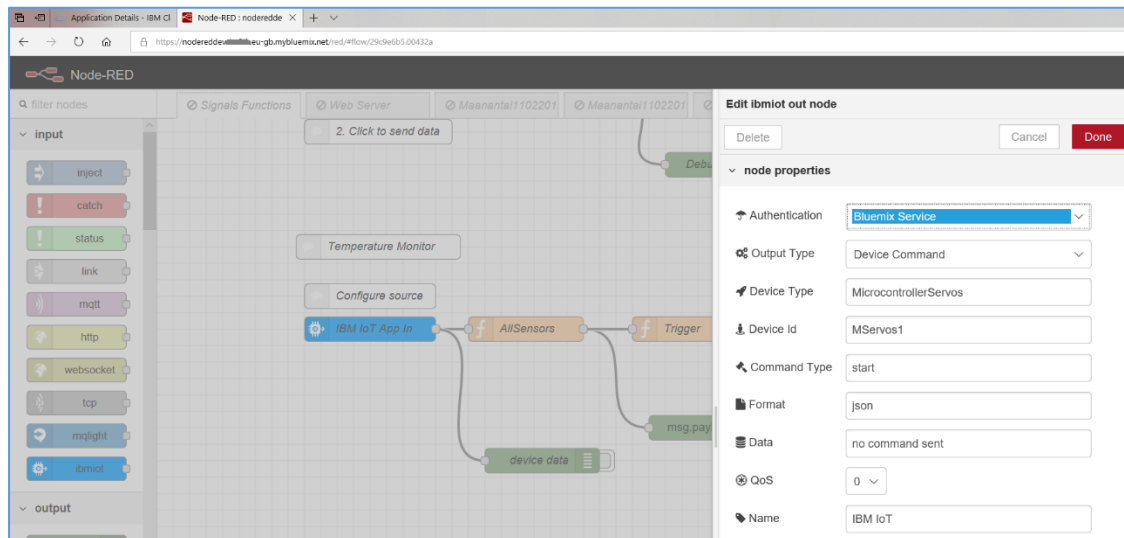 Application Details - IBM Cl
Node-RED : noderedde
https://nodereddev eu-gb.mybluemix.net/red/#flow/29c9e6b5.00432a
Node-RED
filter nodes
Signals Functions
Web Server
Meenantel1102201
Meenantel1102201
Edit ibmiot out node
input
2. Click to send data
Delete
Cancel
Done
Debu
node properties
inject
catch
Authentication
Bluemix Service
status
Temperature Monitor
Output Type
Device Command
link
Configure source
Device Type
MicrocontrollerServos
mqtt
IBM IoT App In
AllSensors
Trigger
Device Id
MServos1
http
websocket
Command Type
start
tcp
Format
json
mqlight
msg.pay
Data
no command sent
ibmiot
device data
QoS
0
output
Name
IBM IoT